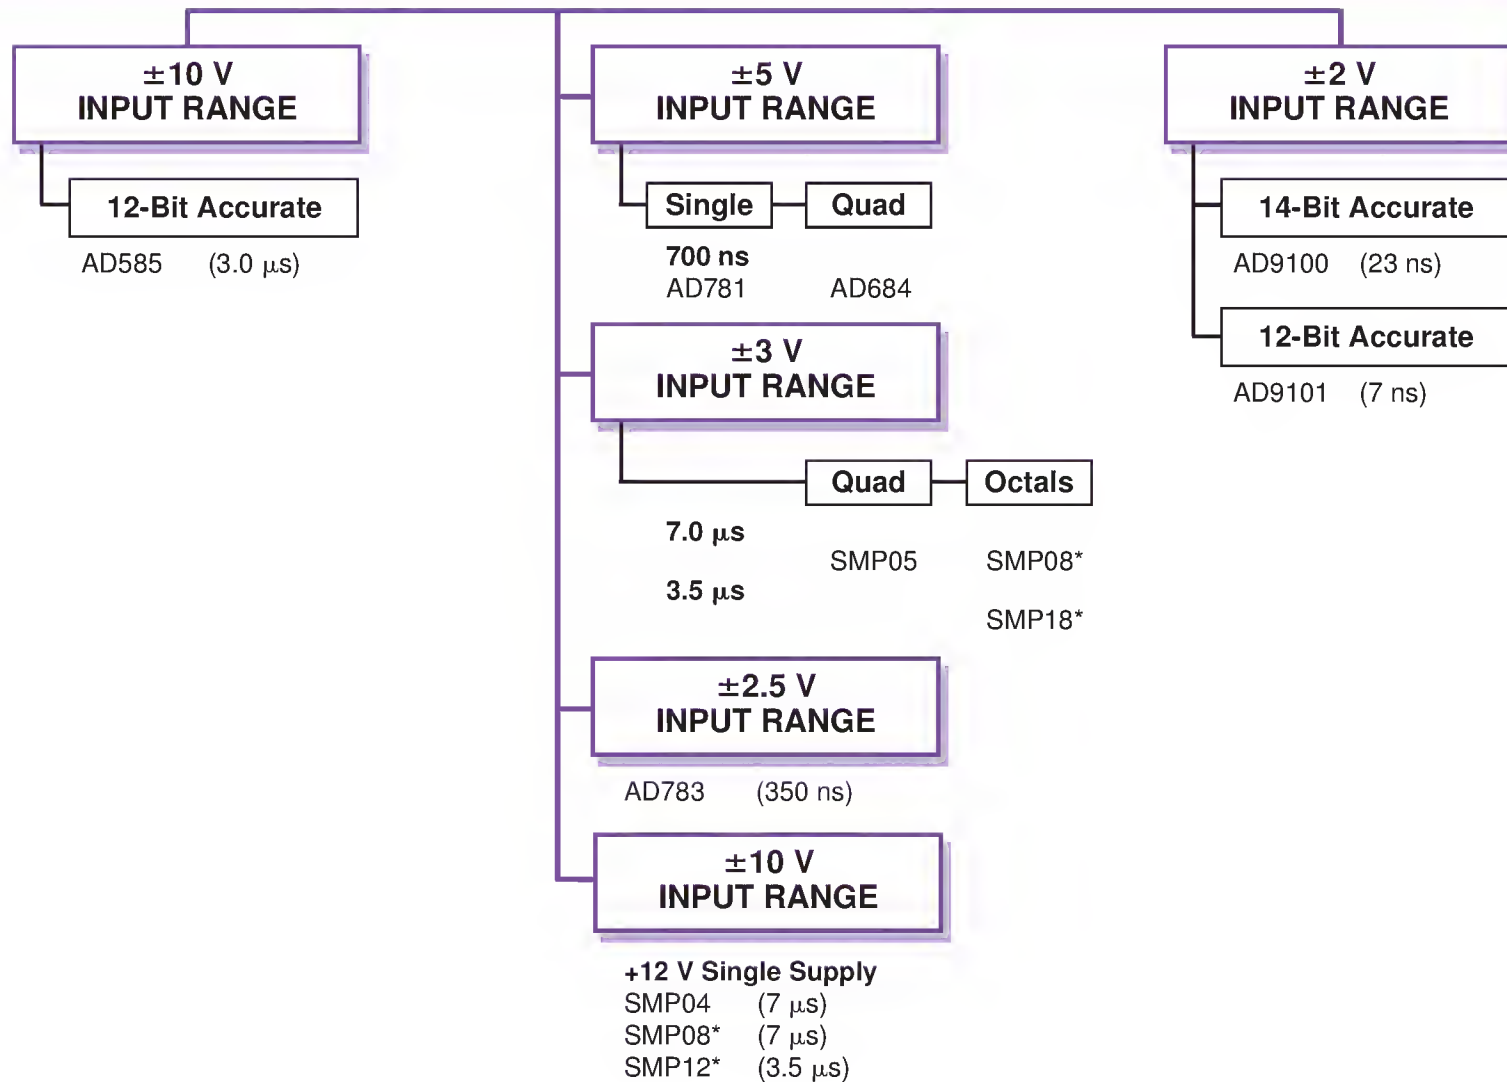 ±10 V
INPUT RANGE
12-Bit Accurate
AD585 (3.0 μs)
±5 V
INPUT RANGE
Single Quad
700 ns
AD781 AD684
±3 V
INPUT RANGE
Quad Octals
7.0 μs
SMP05 SMP08*
3.5 μs
SMP18*
±2.5 V
INPUT RANGE
AD783 (350 ns)
±10 V
INPUT RANGE
+12 V Single Supply
SMP04 (7 μs)
SMP08* (7 μs)
SMP12* (3.5 μs)
±2 V
INPUT RANGE
14-Bit Accurate
AD9100 (23 ns)
12-Bit Accurate
AD9101 (7 ns)